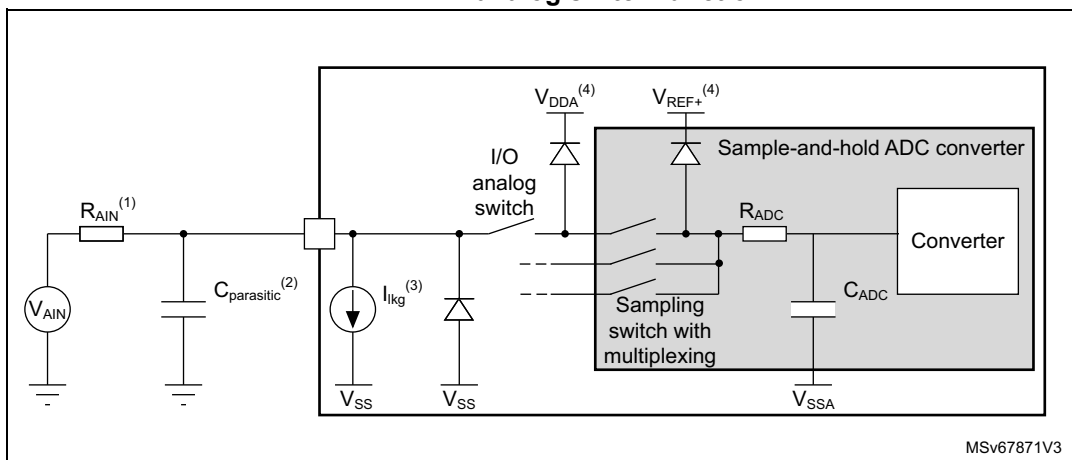 V_DDA(4)
V_REF+(4)
Sample-and-hold ADC converter
I/O
analog
switch
R_AIN(1)
R_ADC
Converter
C_parasitic(2)
I_lkg(3)
C_ADC
V_AIN
Sampling
switch with
multiplexing
V_SS
V_SS
V_SSA
MSv67871V3